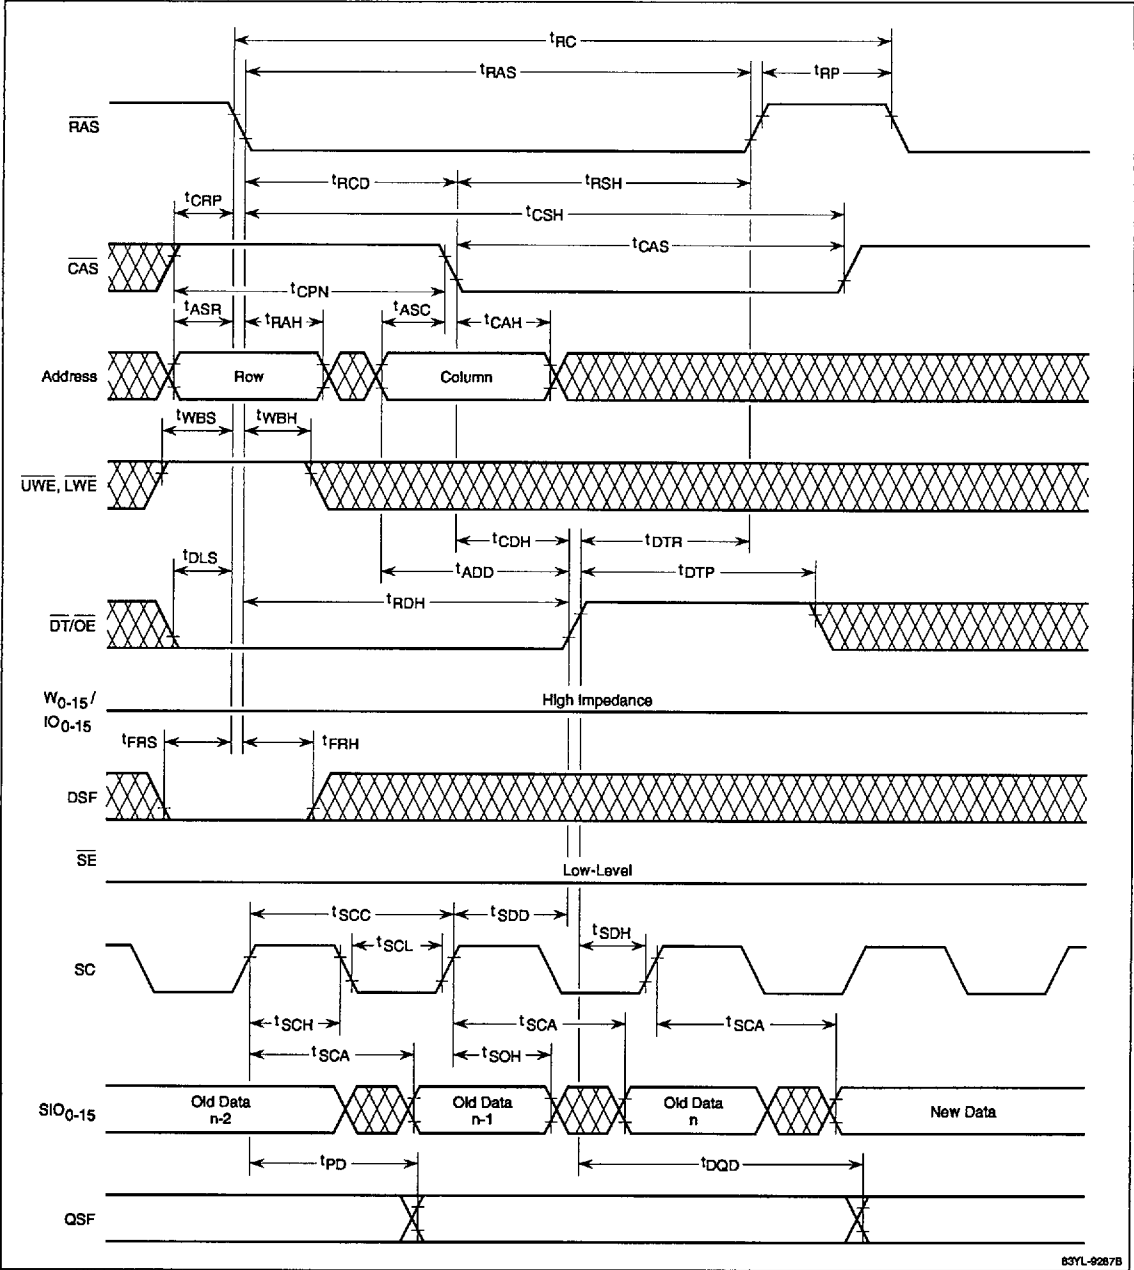 tRC
tRAS
tRP
RAS
tRCD
tRSH
tCRP
tCSH
tCAS
CAS
tCPN
tASR
tRAH
tASC
tCAH
Address
Row
Column
tWBS
tWBH
UWE, LWE
tCDH
tDTR
tDLS
tADD
tDTP
tRDH
DT/OE
W0-15 /
IO0-15
High Impedance
tFRS
tFRH
DSF
SE
Low-Level
tSCC
tSDD
tSCL
tSDH
SC
tSCH
tSCA
tSCA
tSCA
tSOH
SIO0-15
Old Data
n-2
Old Data
n-1
Old Data
n
New Data
tPD
tDQD
QSF
83YL-9287B